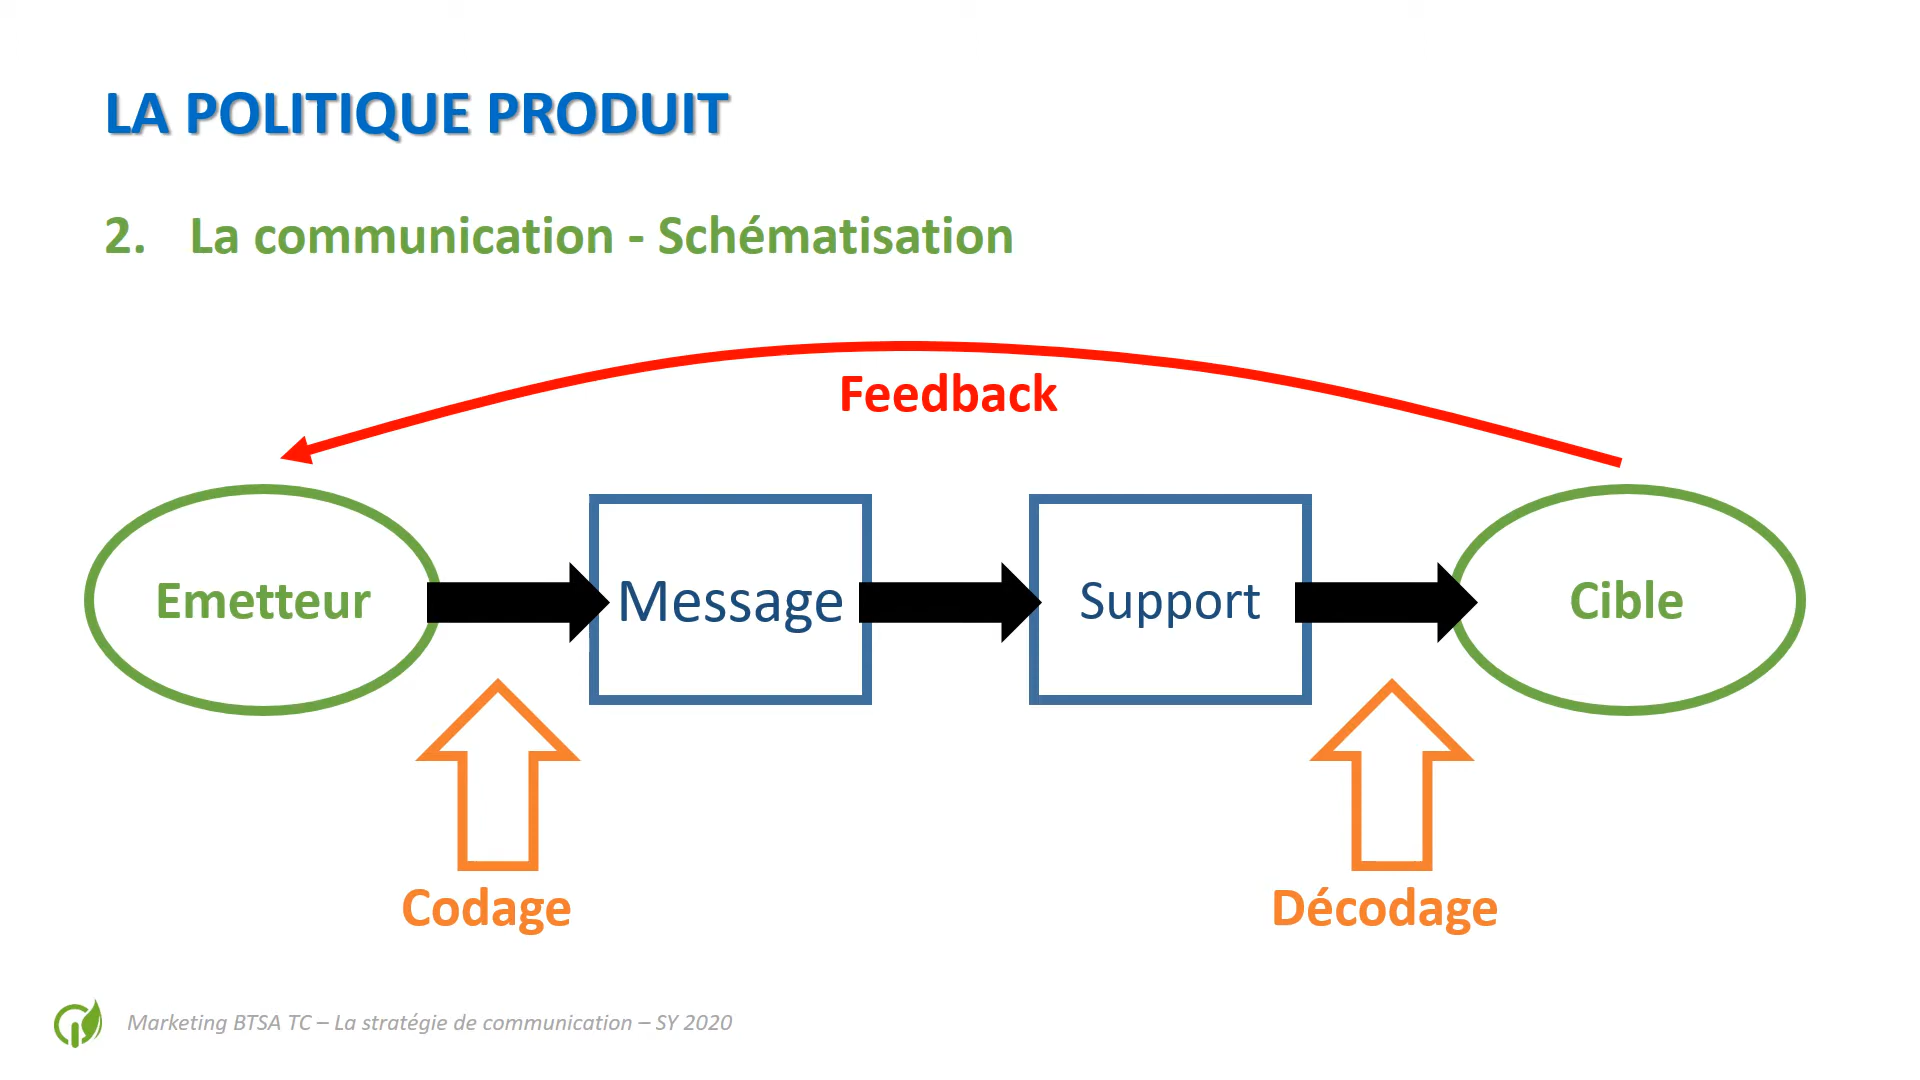 LA POLITIQUE PRODUIT
2. La communication - Schématisation
Feedback
Emetteur
Message
Support
Cible
Codage
Décodage
Marketing BTSA TC – La stratégie de communication – SY 2020